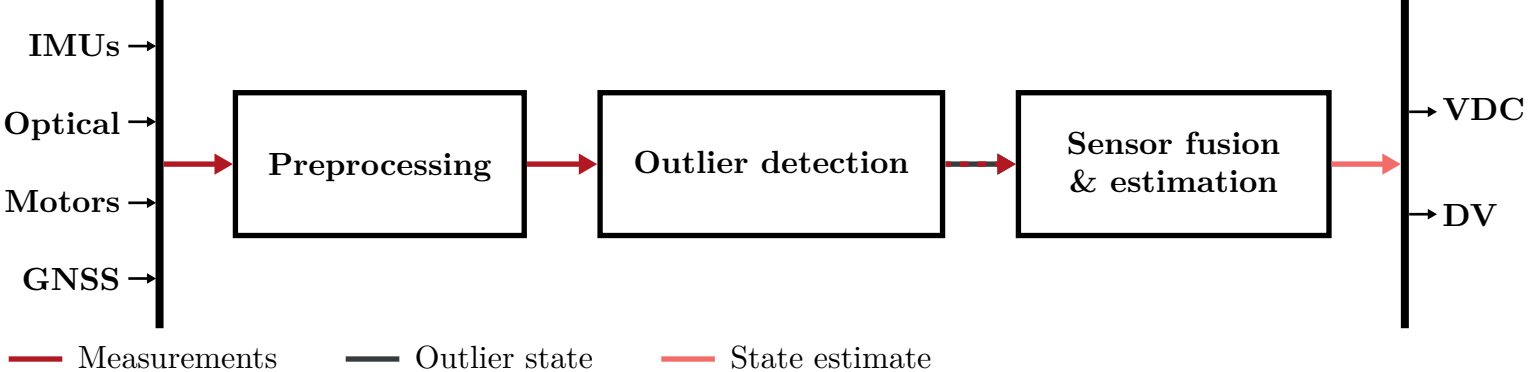 IMUs
Optical
Motors
GNSS
Preprocessing
Outlier detection
Sensor fusion
& estimation
VDC
DV
Measurements
Outlier state
State estimate